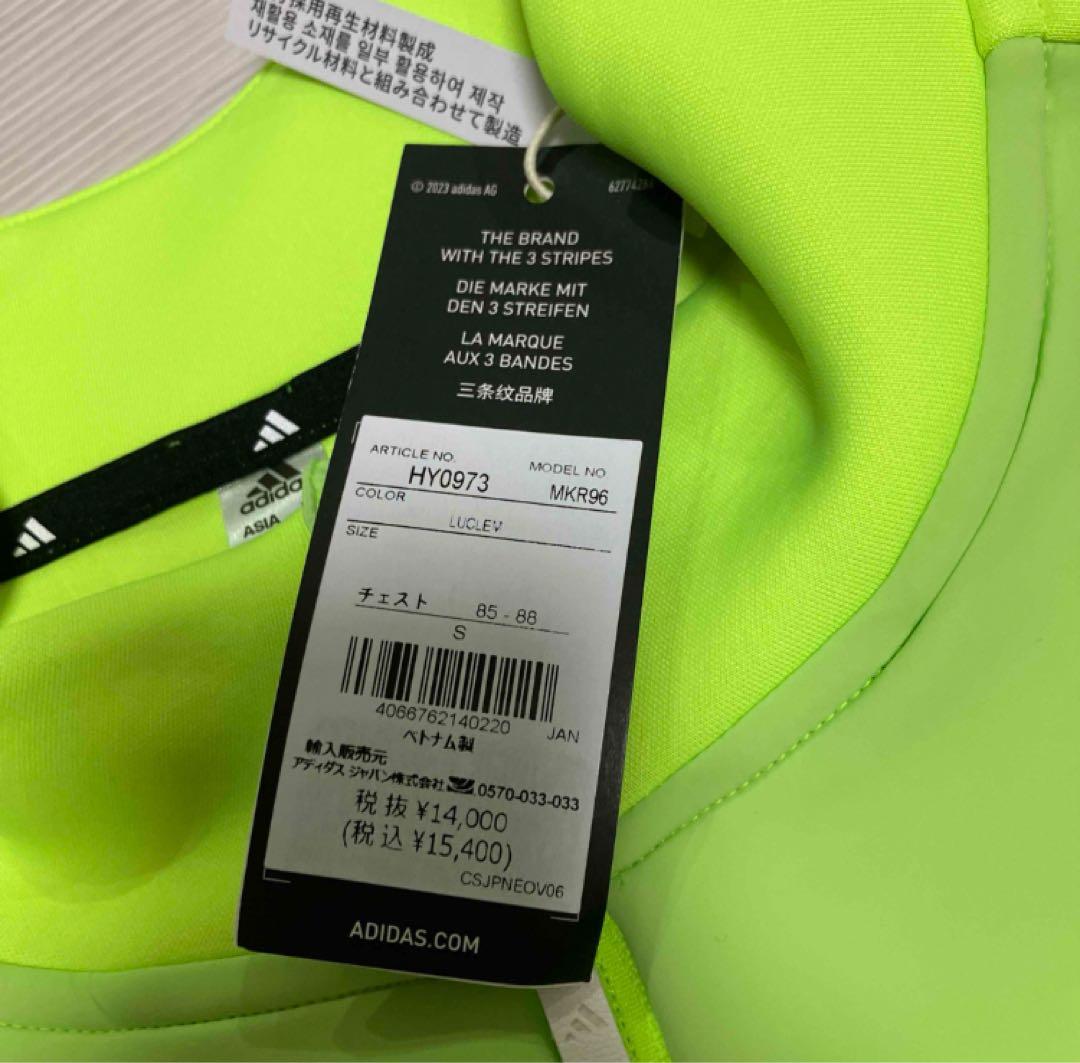 採用再生材料製成
재활용 소재를 일부 활용하여 제작
リサイクル材料と組み合わせて製造
© 2023 adidas AG
THE BRAND
WITH THE 3 STRIPES
DIE MARKE MIT
DEN 3 STREIFEN
LA MARQUE
AUX 3 BANDES
三条纹品牌
adidas
ASIA
ARTICLE NO. MODEL NO
HY0973 MKR96
COLOR
LUCLEM
SIZE
チェスト 85 - 88
S
4066762140220 JAN
ベトナム製
輸入販売元
アディダス ジャパン株式会社 0570-033-033
税抜 ¥14,000
(税込 ¥15,400)
CSJPNEOV06
ADIDAS.COM